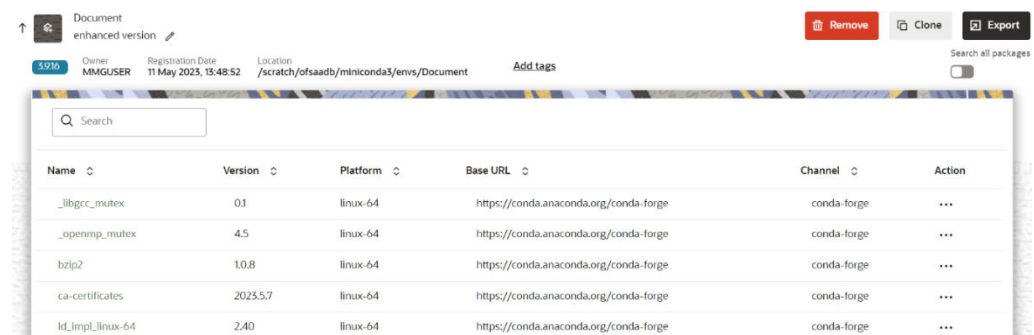 Document
enhanced version
Remove
Clone
Export
3.9.16
Owner
MMGUSER
Registration Date
11 May 2023, 13:48:52
Location
/scratch/ofsaadb/miniconda3/envs/Document
Add tags
Search all packages
Search
Name Version Platform Base URL Channel Action
_libgcc_mutex 0.1 linux-64 https://conda.anaconda.org/conda-forge conda-forge ...
_openmp_mutex 4.5 linux-64 https://conda.anaconda.org/conda-forge conda-forge ...
bzip2 1.0.8 linux-64 https://conda.anaconda.org/conda-forge conda-forge ...
ca-certificates 2023.5.7 linux-64 https://conda.anaconda.org/conda-forge conda-forge ...
ld_impl_linux-64 2.40 linux-64 https://conda.anaconda.org/conda-forge conda-forge ...